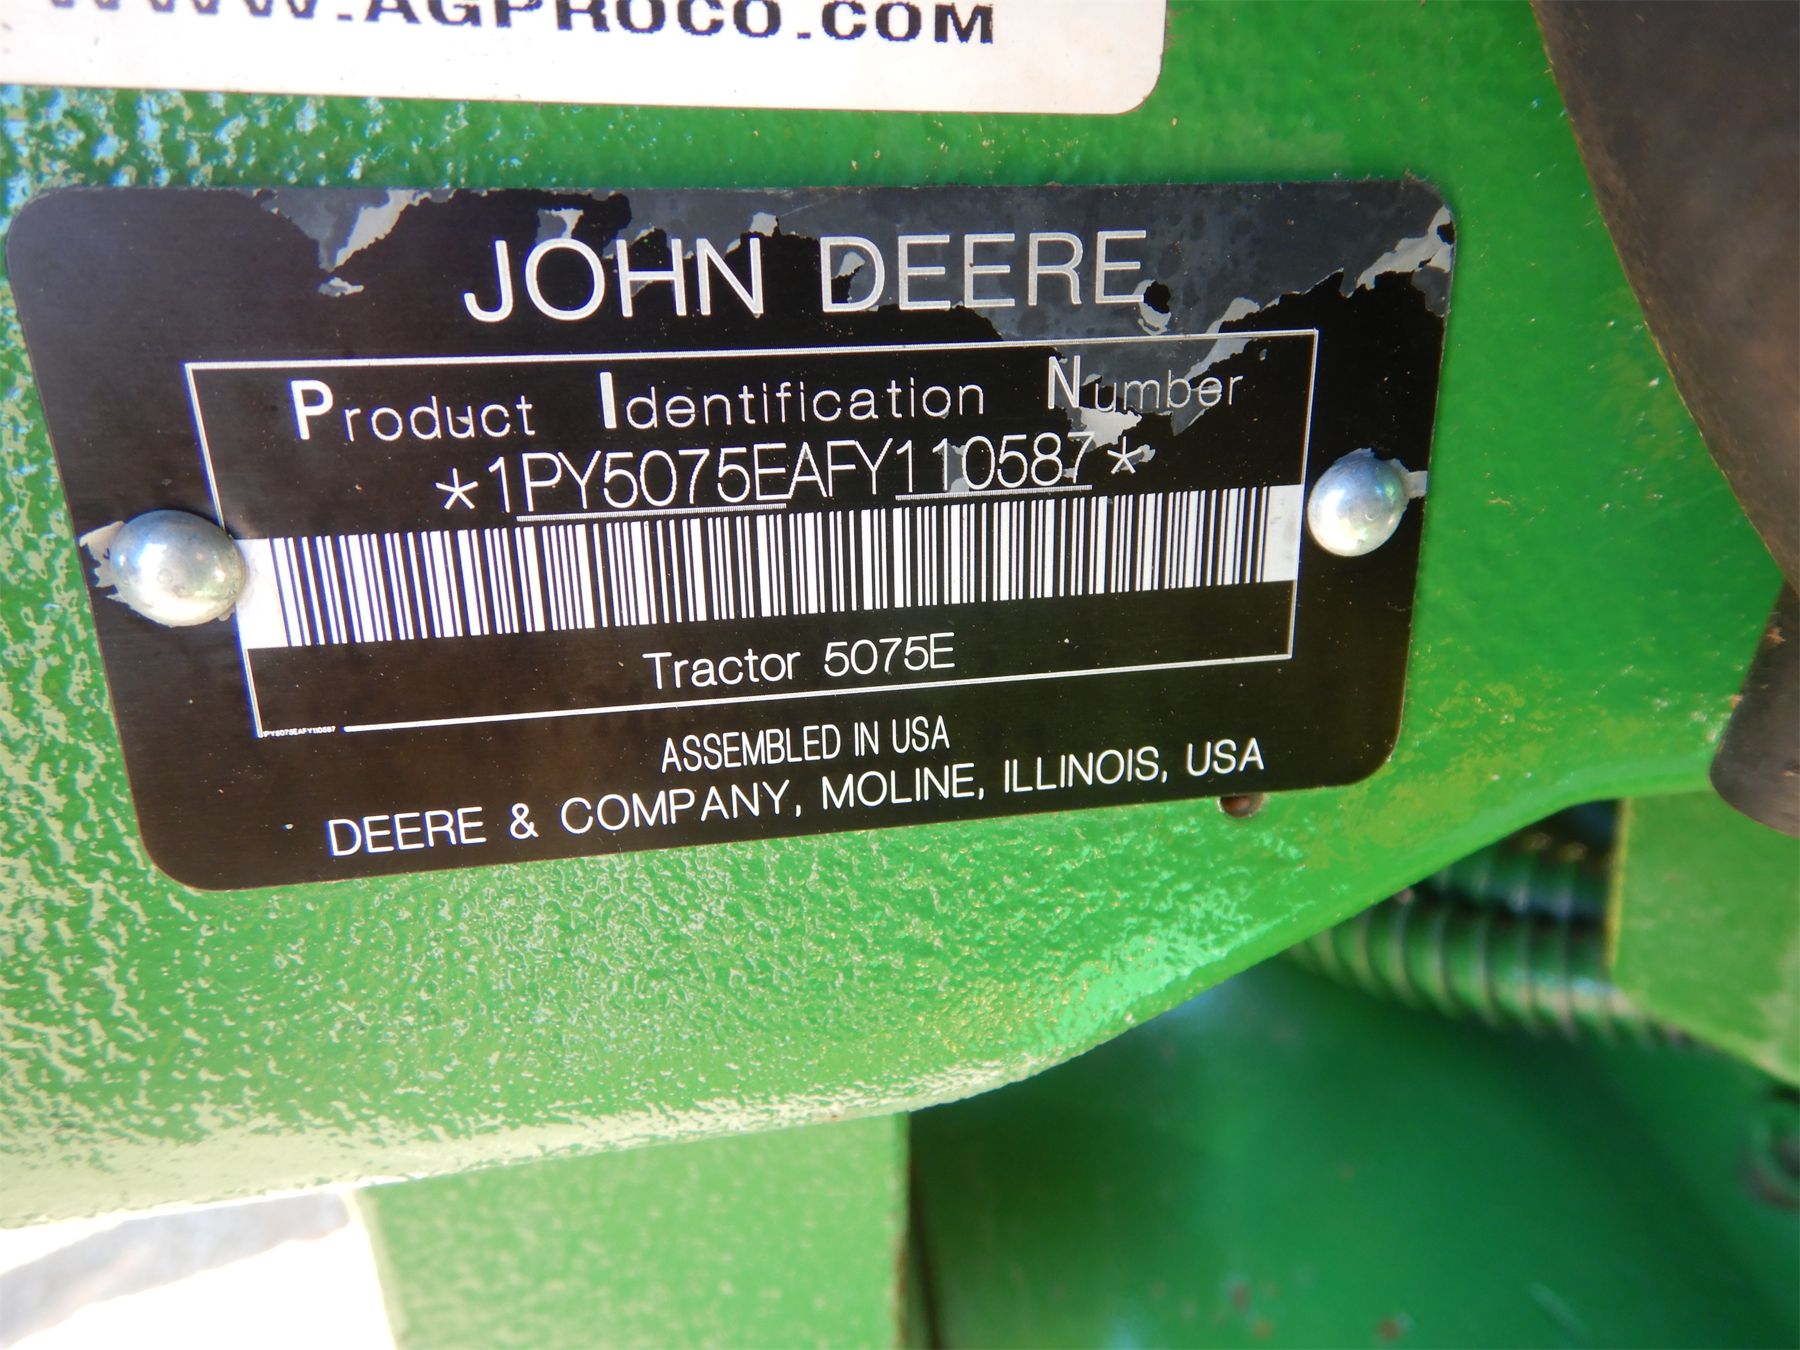 WWW.AGPROCO.COM
JOHN DEERE
Product Identification Number
*1PY5075EAFY110587*
Tractor 5075E
PY5075EAFY110587
ASSEMBLED IN USA
DEERE & COMPANY, MOLINE, ILLINOIS, USA